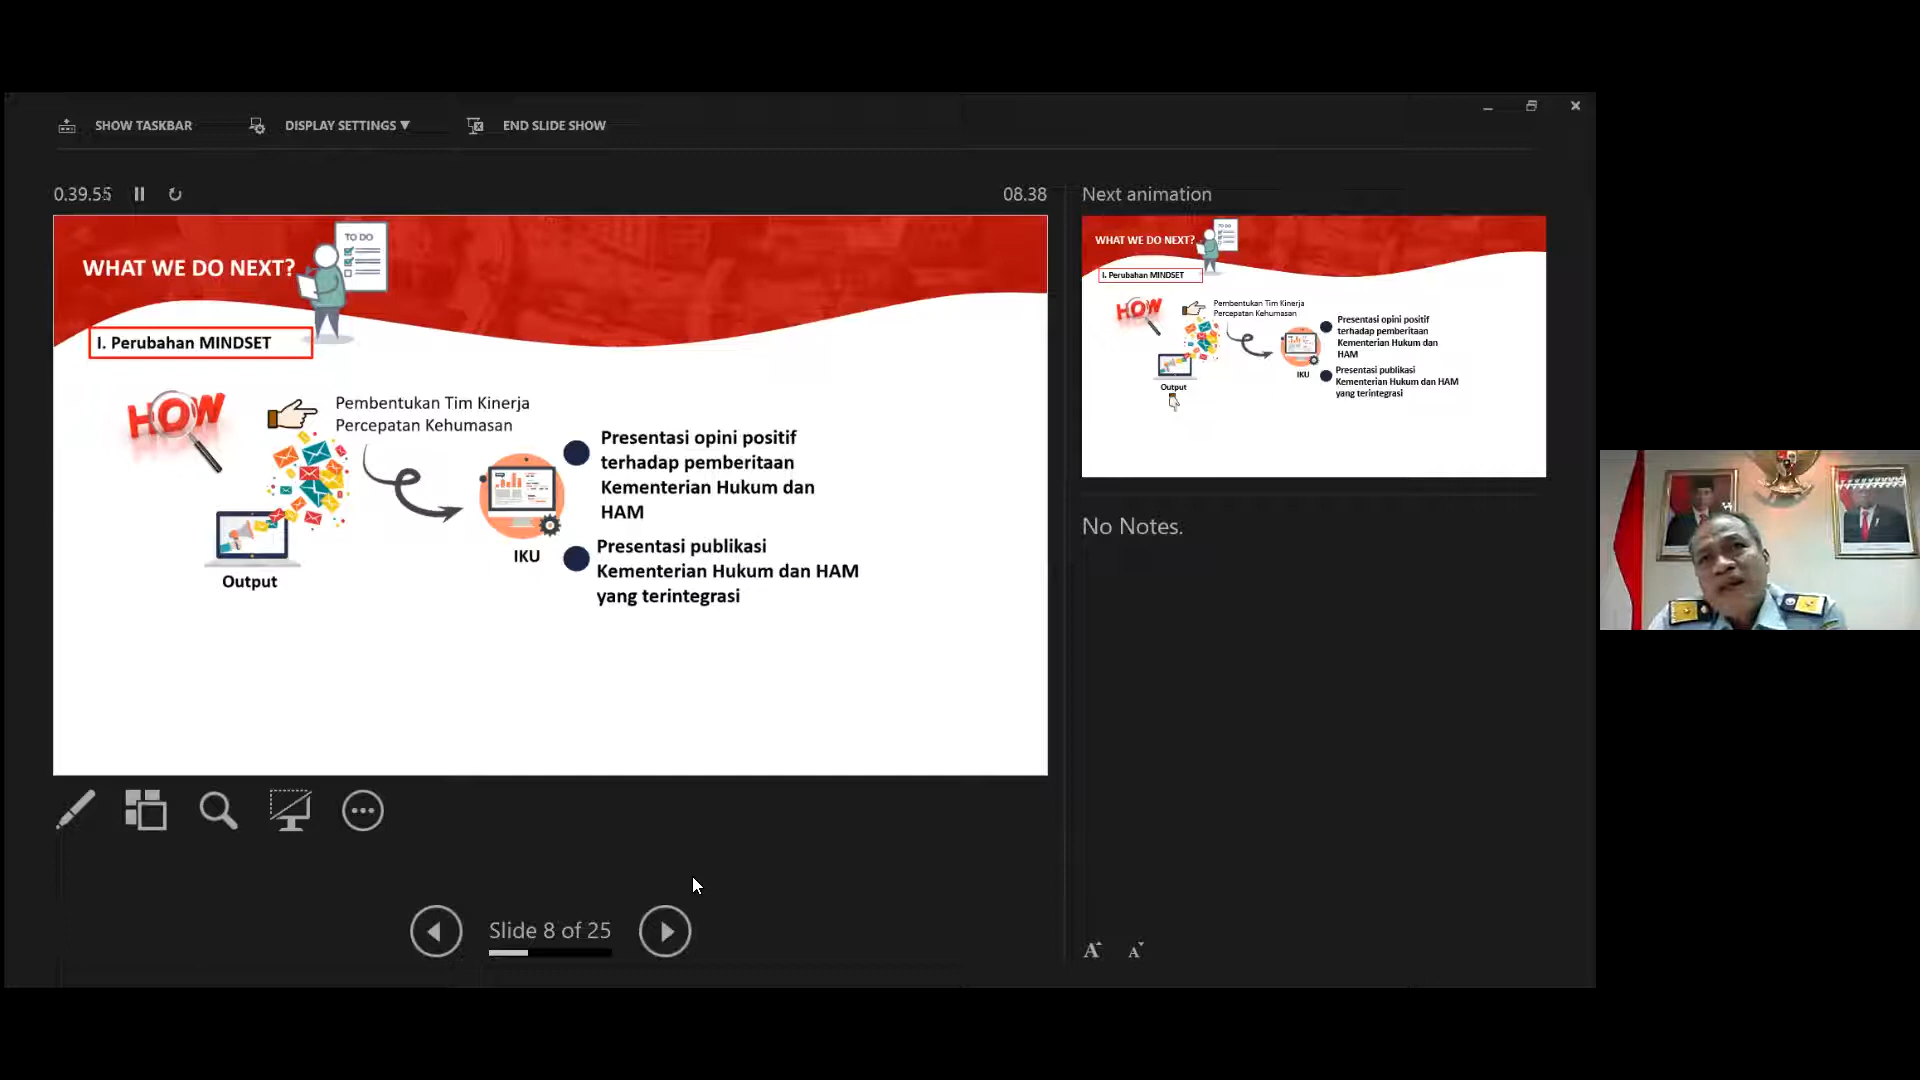 SHOW TASKBAR
DISPLAY SETTINGS ▼
END SLIDE SHOW
0.39.55
08.38
Next animation
TO DO
WHAT WE DO NEXT?
I. Perubahan MINDSET
HOW
Pembentukan Tim Kinerja
Percepatan Kehumasan
Presentasi opini positif
terhadap pemberitaan
Kementerian Hukum dan
HAM
IKU
Presentasi publikasi
Kementerian Hukum dan HAM
yang terintegrasi
Output
TO DO
WHAT WE DO NEXT?
I. Perubahan MINDSET
HOW
Pembentukan Tim Kinerja
Percepatan Kehumasan
Presentasi opini positif
terhadap pemberitaan
Kementerian Hukum dan
HAM
IKU
Presentasi publikasi
Kementerian Hukum dan HAM
yang terintegrasi
Output
No Notes.
Slide 8 of 25
A
A